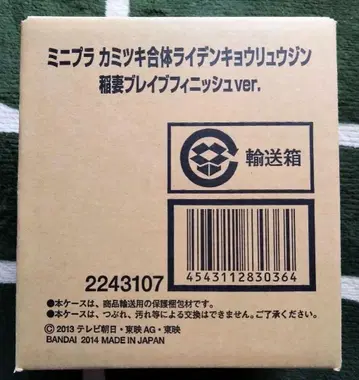 ミニプラ カミツキ合体ライデンキョウリュウジン
稲妻ブレイブフィニッシュver.
輸送箱
4543112830364
2243107
●本ケースは、商品輸送用の保護梱包材です。
●本ケースは、つぶれ、汚れ等による交換はできません。ご了承ください。
©2013 テレビ朝日・東映AG・東映
BANDAI 2014 MADE IN JAPAN